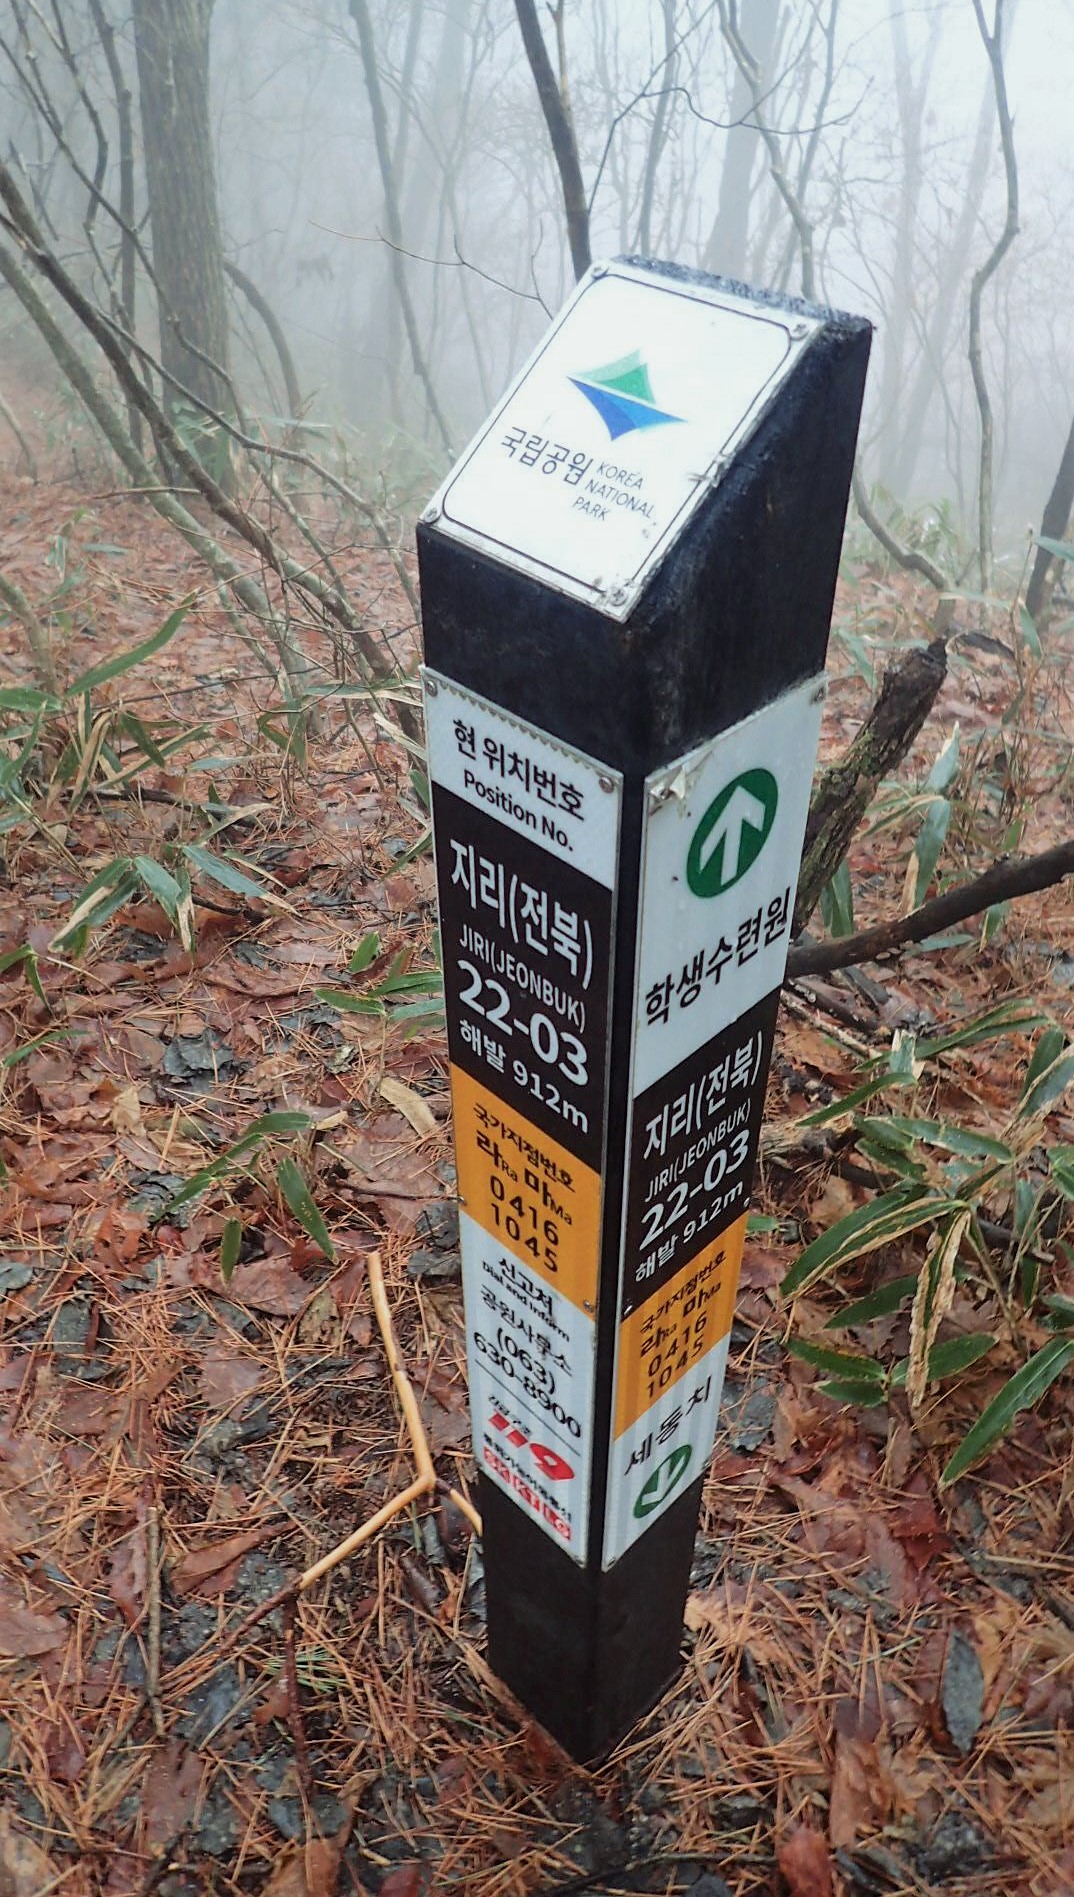 국립공원
KOREA
NATIONAL
PARK
현 위치번호
Position No.
지리(전북)
JIRI(JEONBUK)
22-03
해발 912m
국가지점번호
라Ra 마Ma
0416
1045
신고처
Dial and inform
공원사무소
(063)
630-8900
119
학생수련원
지리(전북)
JIRI(JEONBUK)
22-03
해발 912m
국가지점번호
라Ra 마Ma
0416
1045
세동치